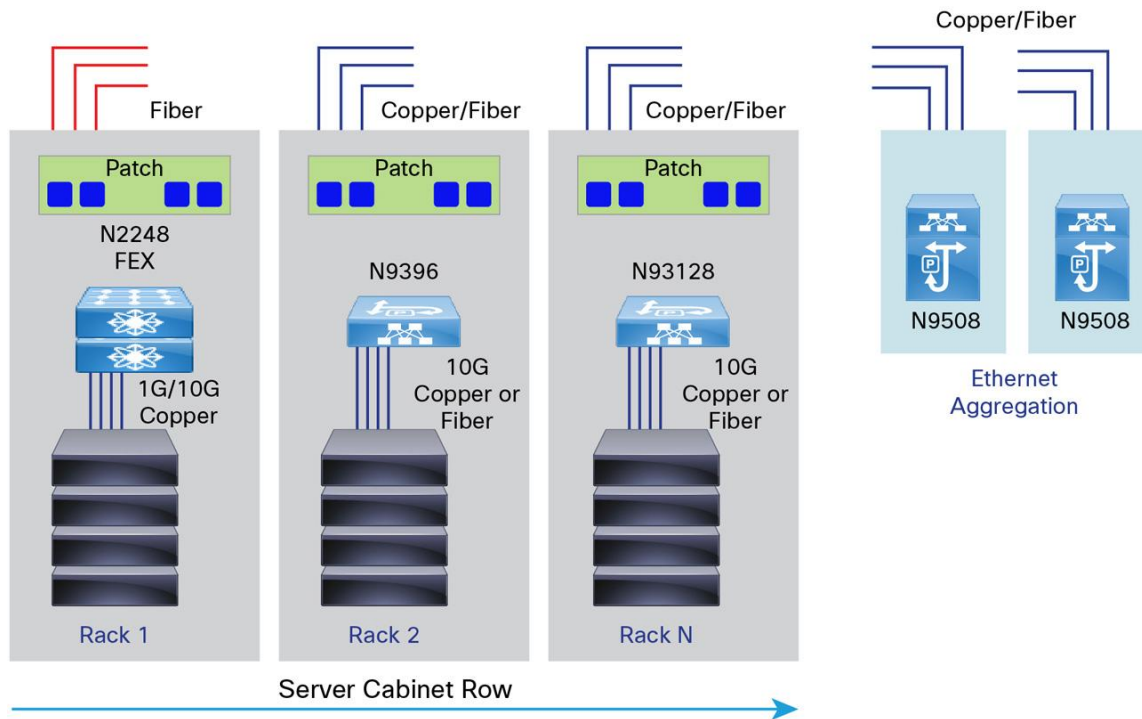 Copper/Fiber
Fiber
Copper/Fiber
Copper/Fiber
Patch
Patch
Patch
N2248
FEX
N9396
N93128
P
P
N9508
N9508
1G/10G
Copper
10G
Copper or
Fiber
10G
Copper or
Fiber
Ethernet
Aggregation
Rack 1
Rack 2
Rack N
Server Cabinet Row